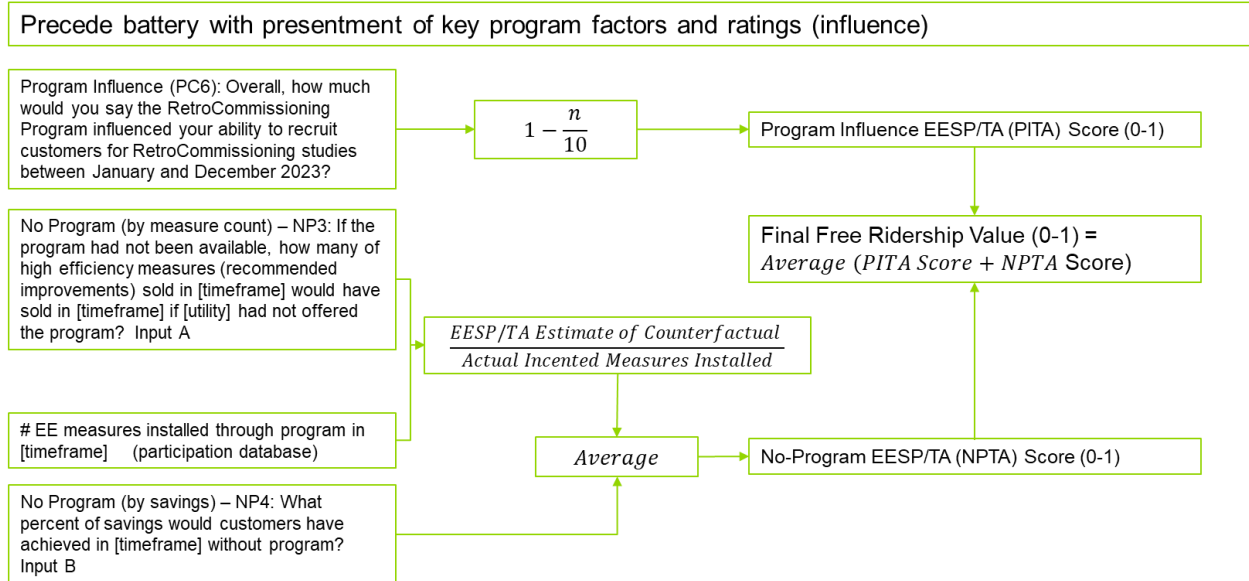 Precede battery with presentment of key program factors and ratings (influence)
Program Influence (PC6): Overall, how much
would you say the RetroCommissioning
Program influenced your ability to recruit
customers for RetroCommissioning studies
between January and December 2023?
1 − n/10
Program Influence EESP/TA (PITA) Score (0-1)
No Program (by measure count) – NP3: If the
program had not been available, how many of
high efficiency measures (recommended
improvements) sold in [timeframe] would have
sold in [timeframe] if [utility] had not offered
the program? Input A
Final Free Ridership Value (0-1) =
Average (PITA Score + NPTA Score)
EESP/TA Estimate of Counterfactual
Actual Incented Measures Installed
# EE measures installed through program in
[timeframe] (participation database)
Average
No-Program EESP/TA (NPTA) Score (0-1)
No Program (by savings) – NP4: What
percent of savings would customers have
achieved in [timeframe] without program?
Input B